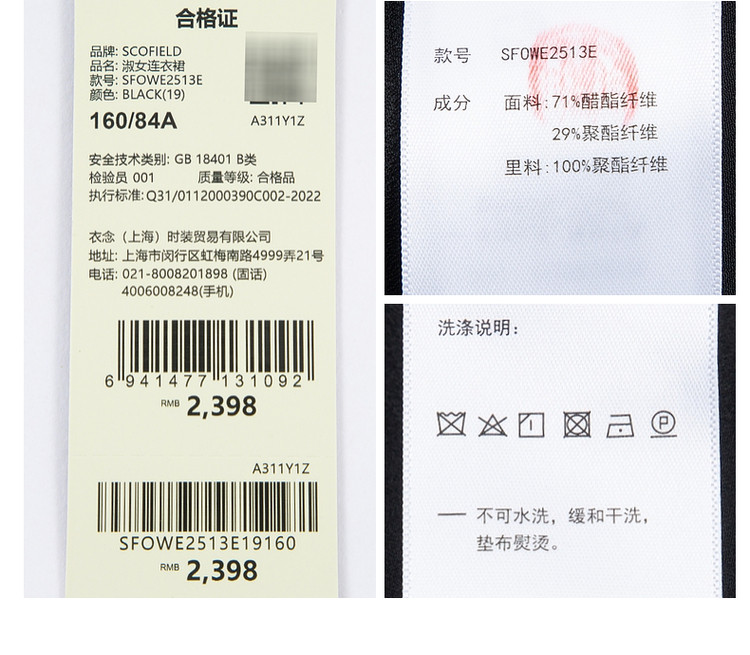 合格证
品牌: SCOFIELD
品名: 淑女连衣裙
款号: SFOWE2513E
颜色: BLACK(19)
160/84A
A311Y1Z
安全技术类别: GB 18401 B类
检验员 001 质量等级: 合格品
执行标准: Q31/0112000390C002-2022
衣念（上海）时装贸易有限公司
地址: 上海市闵行区虹梅南路4999弄21号
电话: 021-8008201898 (固话)
4006008248(手机)
6 941477 131092
RMB 2,398
A311Y1Z
SFOWE2513E19160
RMB 2,398
款号 SFOWE2513E
成分 面料:71%醋酯纤维
29%聚酯纤维
里料:100%聚酯纤维
洗涤说明:
P
— 不可水洗，缓和干洗，
垫布熨烫。